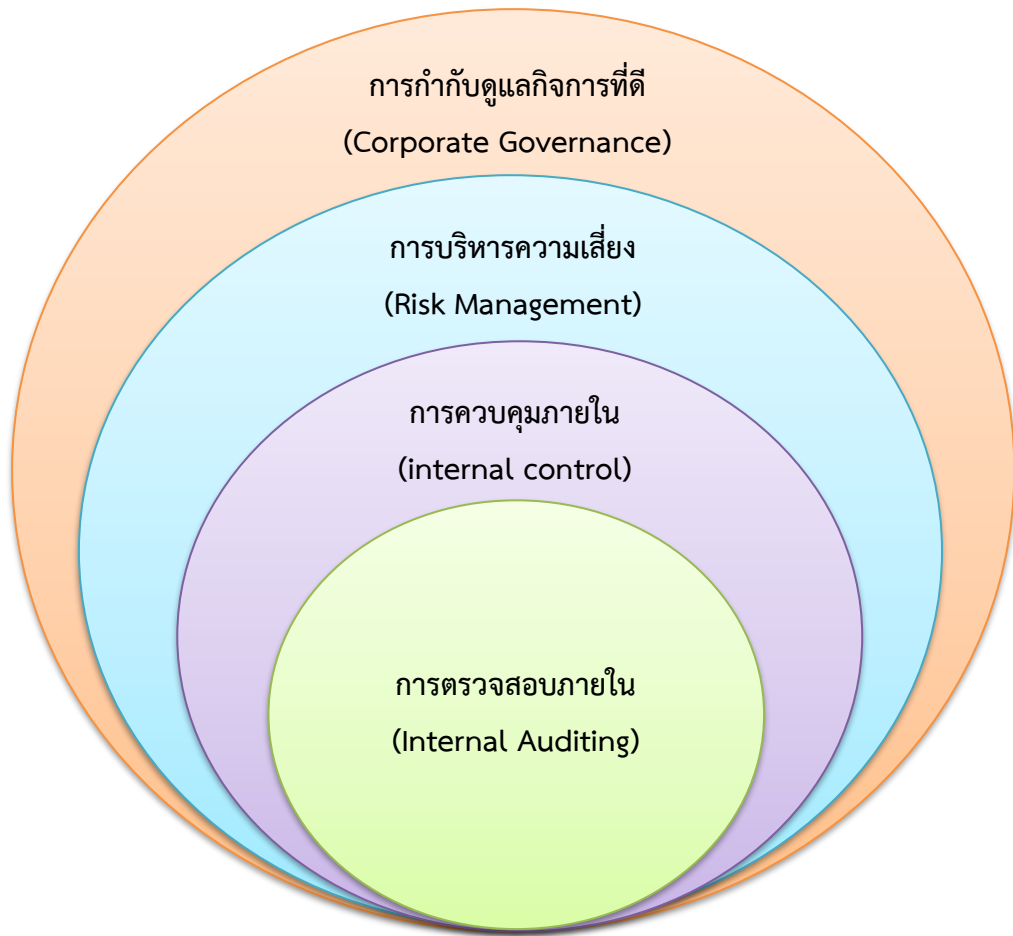 การกำกับดูแลกิจการที่ดี
(Corporate Governance)
การบริหารความเสี่ยง
(Risk Management)
การควบคุมภายใน
(internal control)
การตรวจสอบภายใน
(Internal Auditing)